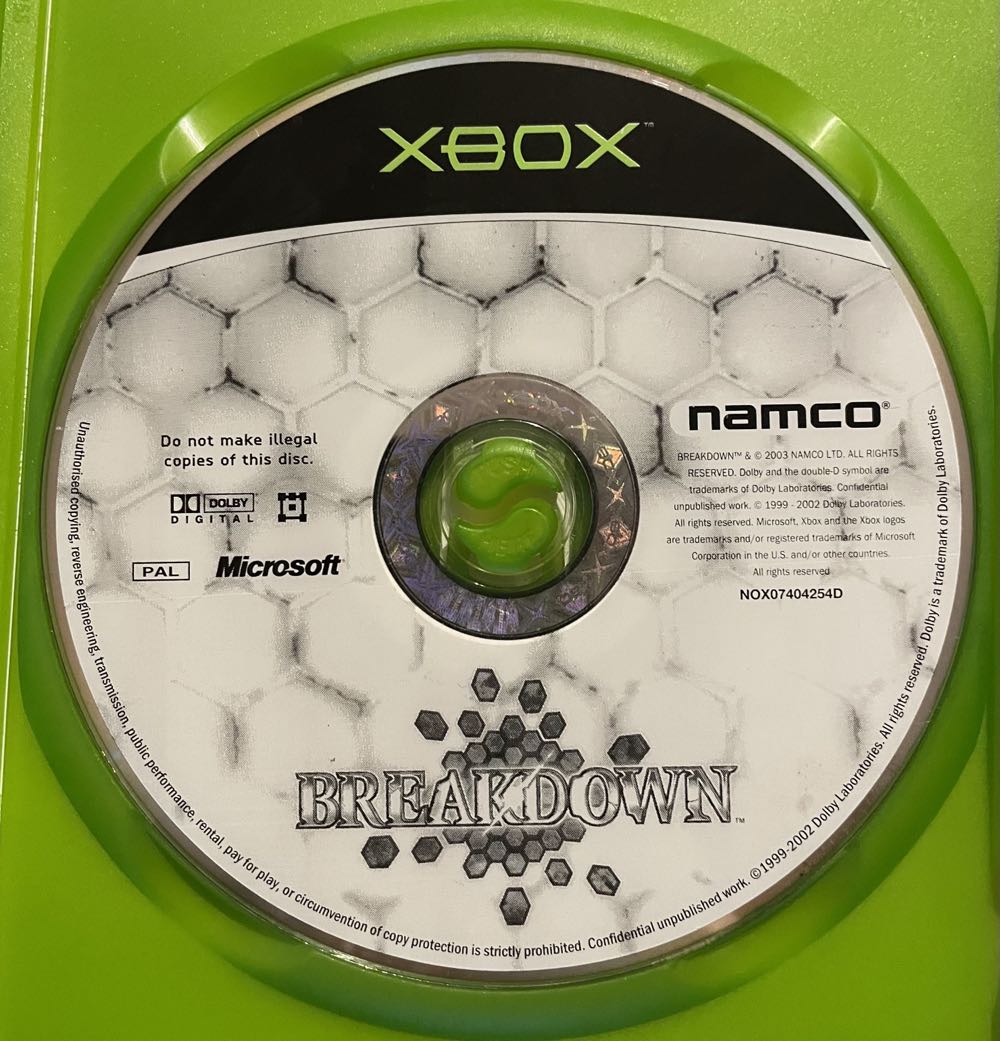 XBOX™
Do not make illegal
copies of this disc.
DOLBY
DIGITAL
PAL
Microsoft®
namco®
BREAKDOWN™ & © 2003 NAMCO LTD. ALL RIGHTS
RESERVED. Dolby and the double-D symbol are
trademarks of Dolby Laboratories. Confidential
unpublished work. © 1999 - 2002 Dolby Laboratories.
All rights reserved. Microsoft, Xbox and the Xbox logos
are trademarks and/or registered trademarks of Microsoft
Corporation in the U.S. and/or other countries.
All rights reserved
NOX07404254D
BREAKDOWN™
Unauthorised copying, reverse engineering, transmission, public performance, rental, pay for play, or circumvention of copy protection is strictly prohibited. Confidential unpublished work. ©1999-2002 Dolby Laboratories. All rights reserved. Dolby is a trademark of Dolby Laboratories.